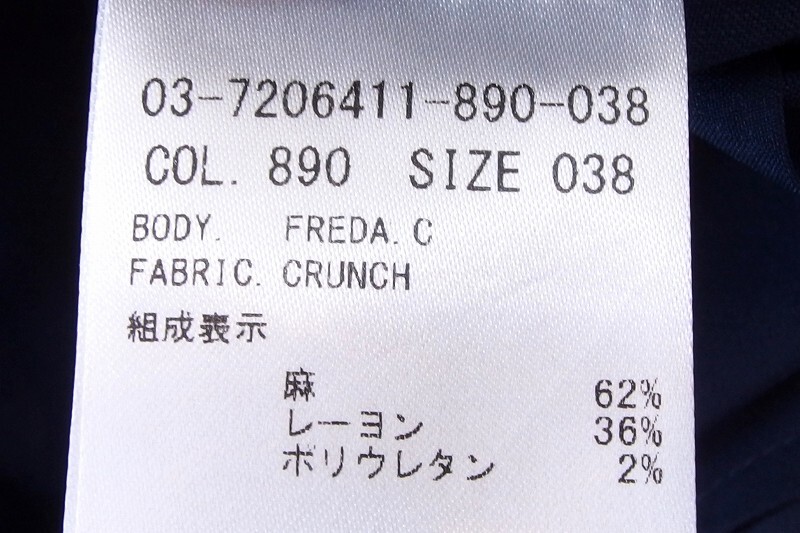 03-7206411-890-038
COL. 890 SIZE 038
BODY. FREDA.C
FABRIC. CRUNCH
組成表示
麻 62%
レーヨン 36%
ポリウレタン 2%